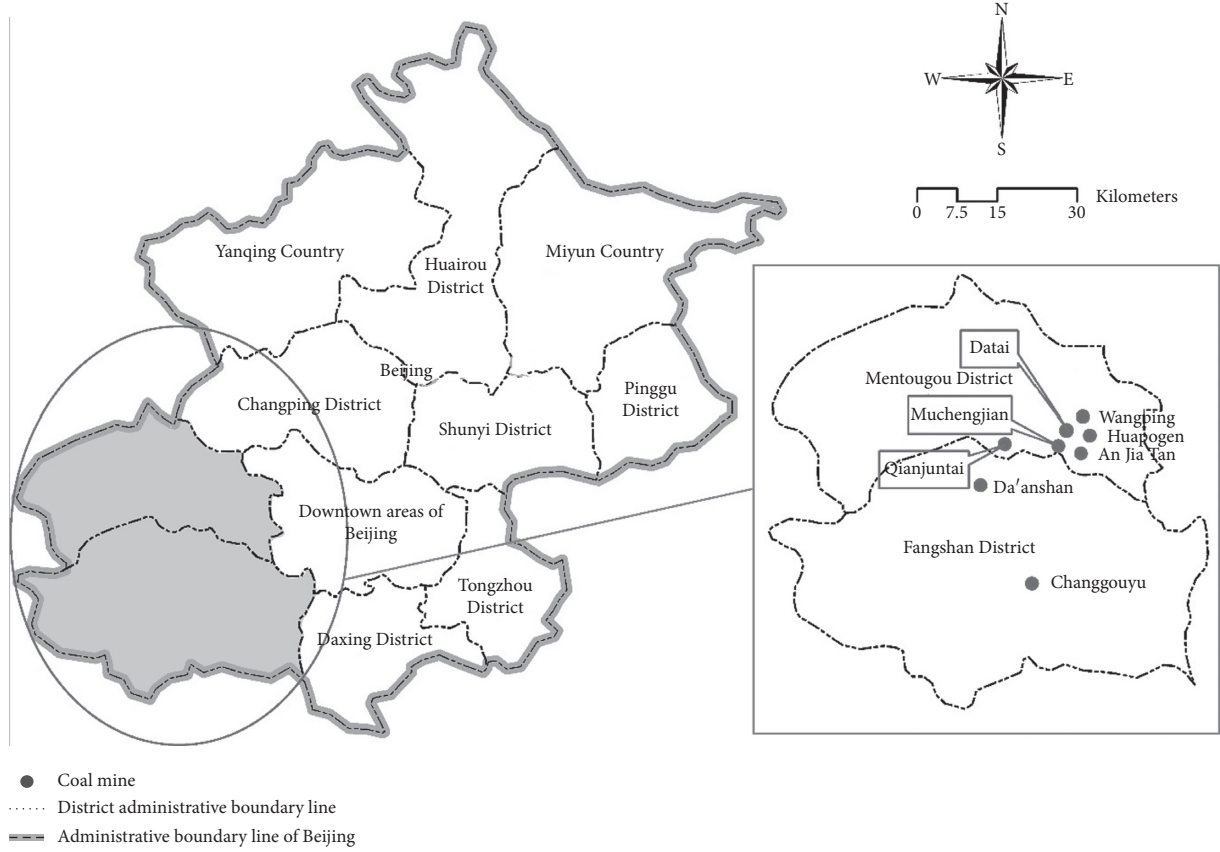 N
W
E
S
0 7.5 15 30
Kilometers
Yanqing Country
Huairou
District
Miyun Country
Beijing
Changping District
Shunyi District
Pinggu
District
Downtown areas of
Beijing
Tongzhou
District
Daxing District
Datai
Mentougou District
Muchengjian
Wangping
Huapogen
An Jia Tan
Qianjuntai
Da'anshan
Fangshan District
Changgouyu
Coal mine
District administrative boundary line
Administrative boundary line of Beijing